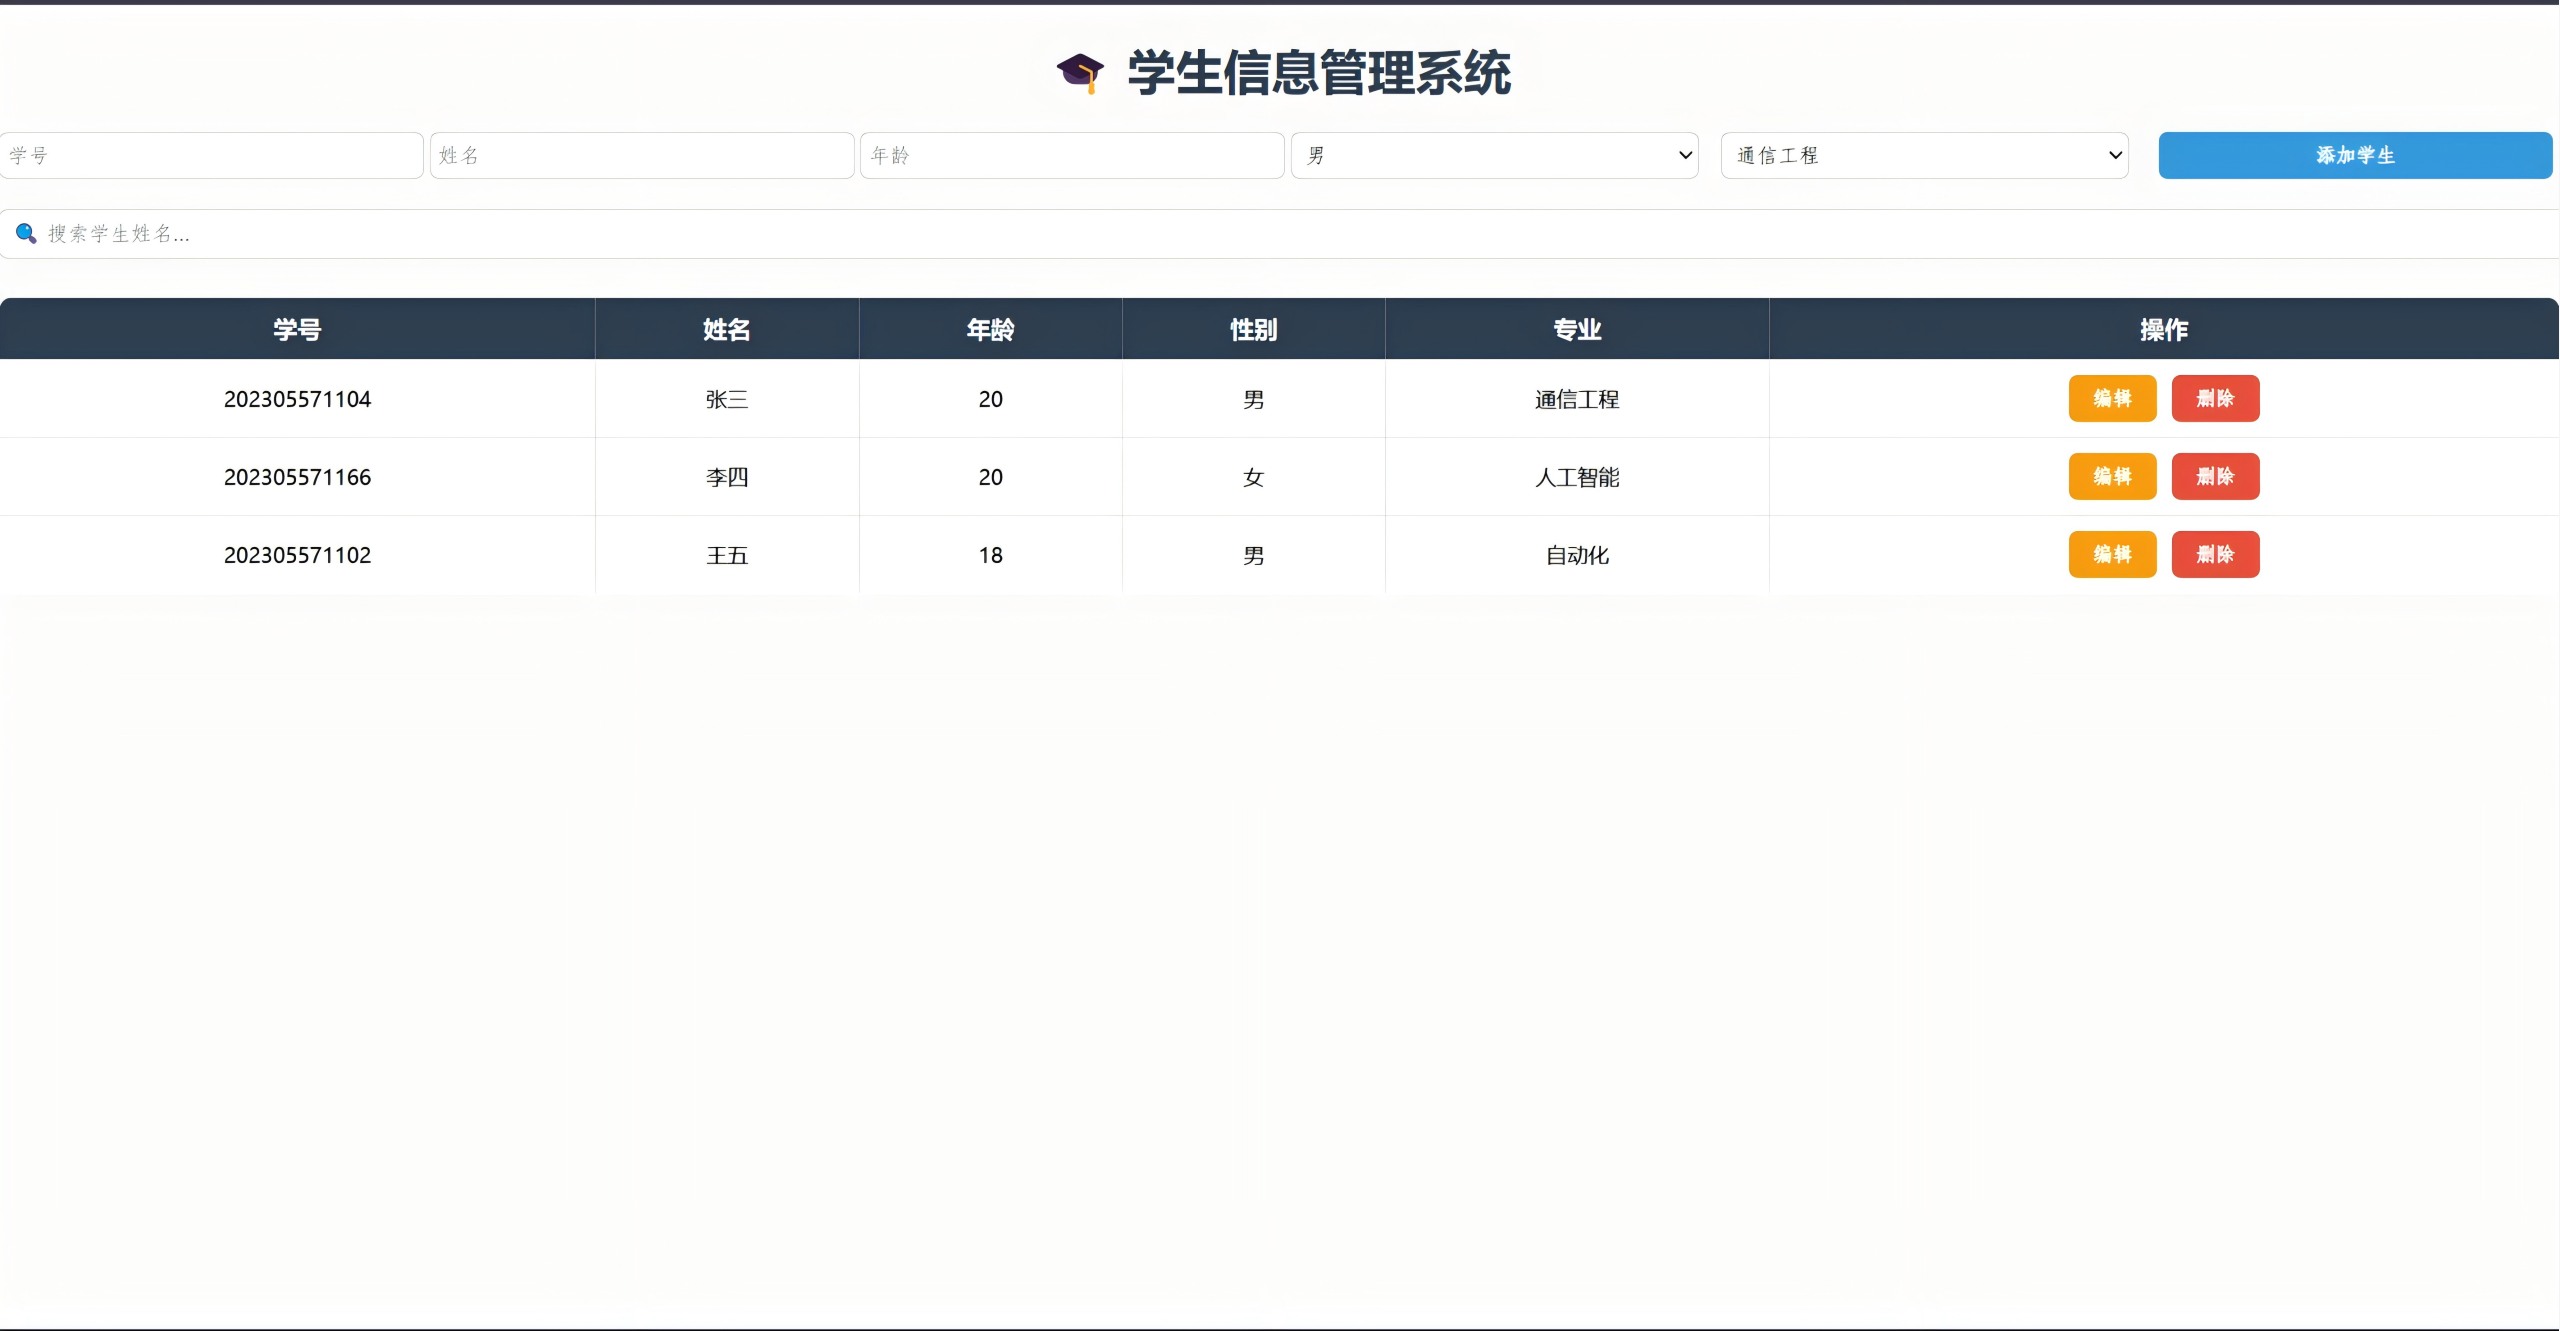 🎓 学生信息管理系统
学号 姓名 年龄 男 通信工程 添加学生
🔍 搜索学生姓名...
学号 姓名 年龄 性别 专业 操作
202305571104 张三 20 男 通信工程 编辑 删除
202305571166 李四 20 女 人工智能 编辑 删除
202305571102 王五 18 男 自动化 编辑 删除